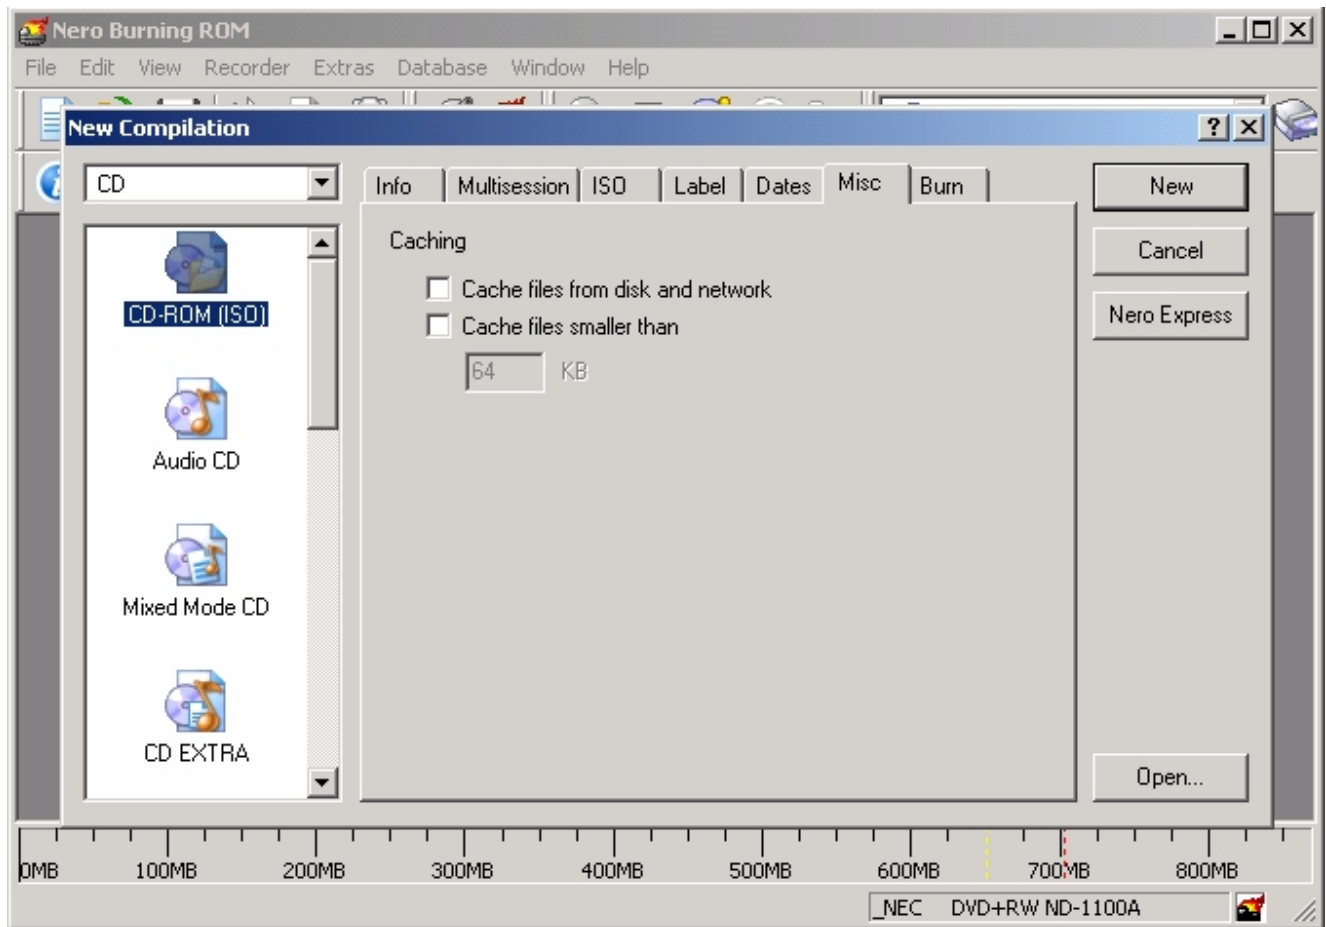 Nero Burning ROM
File Edit View Recorder Extras Database Window Help
New Compilation
CD
Info Multisession ISO Label Dates Misc Burn
New
Caching
Cancel
Cache files from disk and network
CD-ROM (ISO)
Nero Express
Cache files smaller than
64 KB
Audio CD
Mixed Mode CD
CD EXTRA
Open...
0MB 100MB 200MB 300MB 400MB 500MB 600MB 700MB 800MB
_NEC DVD+RW ND-1100A